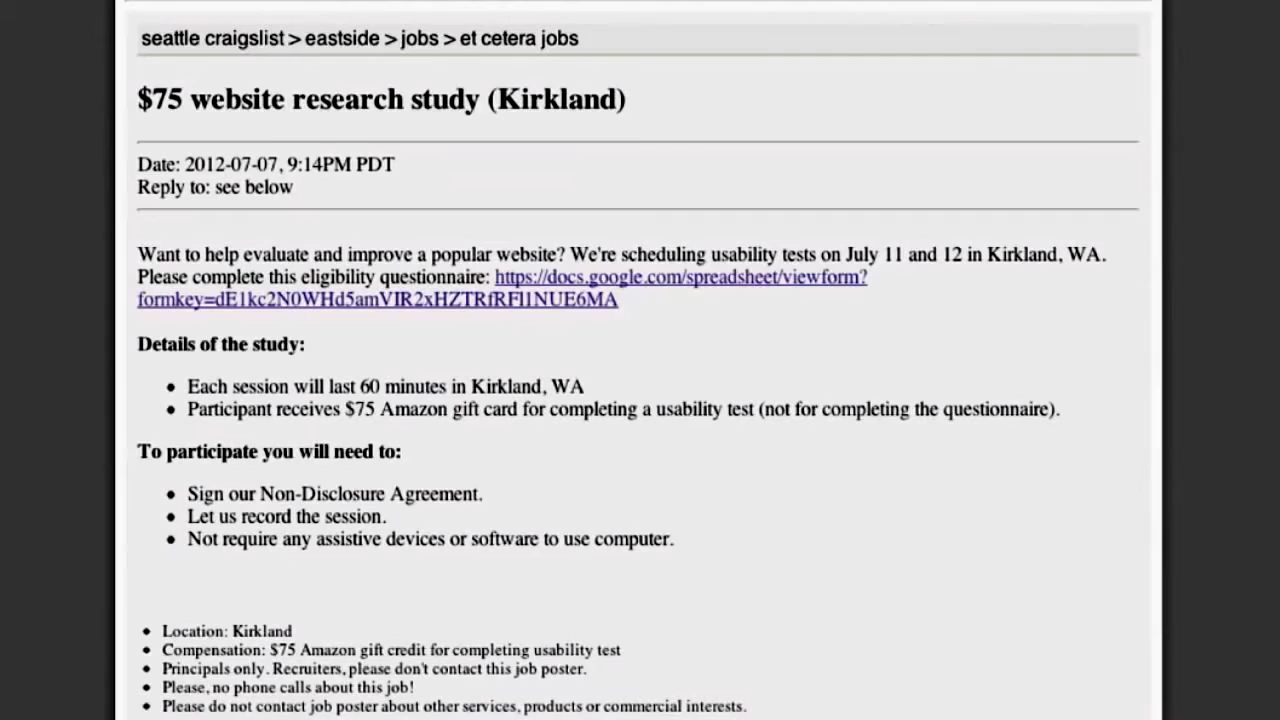 seattle craigslist > eastside > jobs > et cetera jobs
$75 website research study (Kirkland)
Date: 2012-07-07, 9:14PM PDT
Reply to: see below
Want to help evaluate and improve a popular website? We're scheduling usability tests on July 11 and 12 in Kirkland, WA.
Please complete this eligibility questionnaire: https://docs.google.com/spreadsheet/viewform?
formkey=dE1kc2N0WHd5amVIR2xHZTRfRFl1NUE6MA
Details of the study:
• Each session will last 60 minutes in Kirkland, WA
• Participant receives $75 Amazon gift card for completing a usability test (not for completing the questionnaire).
To participate you will need to:
• Sign our Non-Disclosure Agreement.
• Let us record the session.
• Not require any assistive devices or software to use computer.
• Location: Kirkland
• Compensation: $75 Amazon gift credit for completing usability test
• Principals only. Recruiters, please don't contact this job poster.
• Please, no phone calls about this job!
• Please do not contact job poster about other services, products or commercial interests.